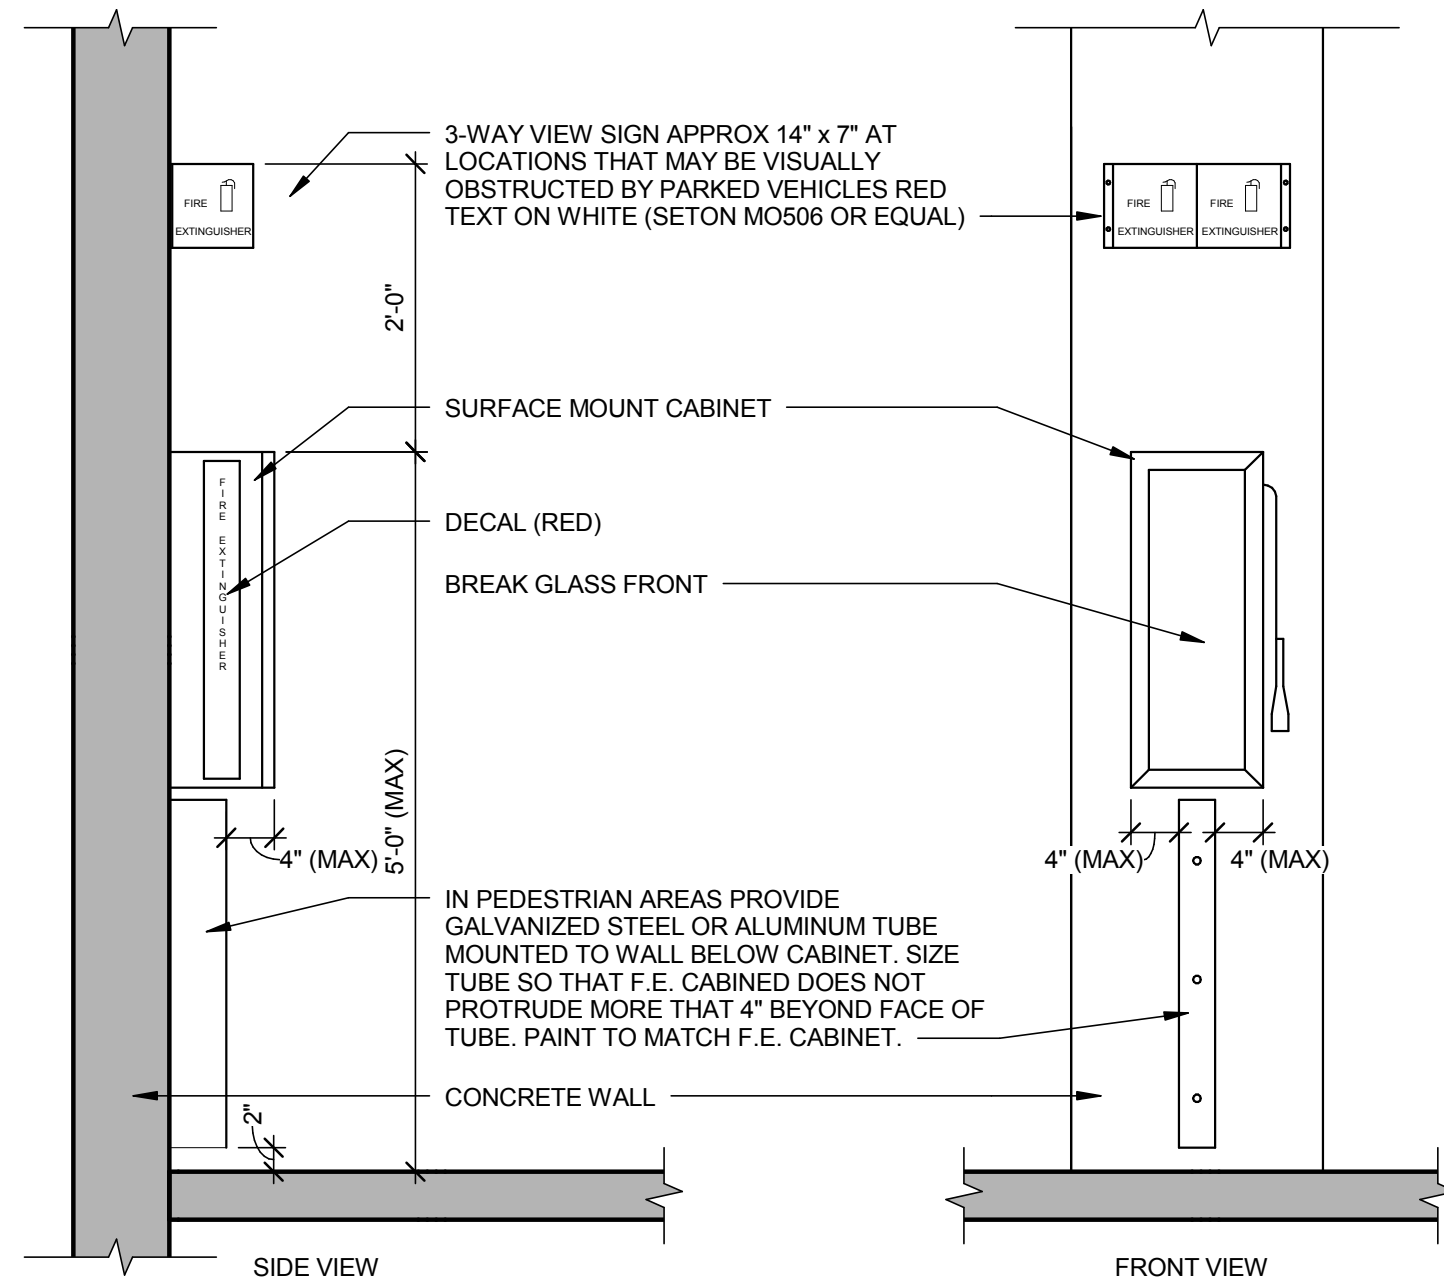 3-WAY VIEW SIGN APPROX 14" x 7" AT
LOCATIONS THAT MAY BE VISUALLY
OBSTRUCTED BY PARKED VEHICLES RED
TEXT ON WHITE (SETON MO506 OR EQUAL)
FIRE
EXTINGUISHER
FIRE
EXTINGUISHER
FIRE
EXTINGUISHER
2'-0"
SURFACE MOUNT CABINET
FIRE EXTINGUISHER
DECAL (RED)
BREAK GLASS FRONT
5'-0" (MAX)
4" (MAX)
4" (MAX)
4" (MAX)
IN PEDESTRIAN AREAS PROVIDE
GALVANIZED STEEL OR ALUMINUM TUBE
MOUNTED TO WALL BELOW CABINET. SIZE
TUBE SO THAT F.E. CABINED DOES NOT
PROTRUDE MORE THAT 4" BEYOND FACE OF
TUBE. PAINT TO MATCH F.E. CABINET.
CONCRETE WALL
2"
SIDE VIEW
FRONT VIEW